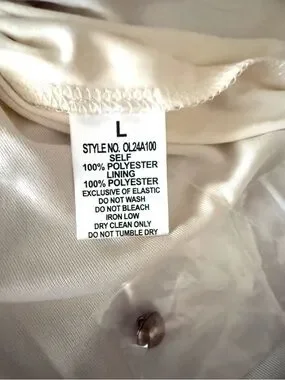 L
STYLE NO. OL24A100
SELF
100% POLYESTER
LINING
100% POLYESTER
EXCLUSIVE OF ELASTIC
DO NOT WASH
DO NOT BLEACH
IRON LOW
DRY CLEAN ONLY
DO NOT TUMBLE DRY